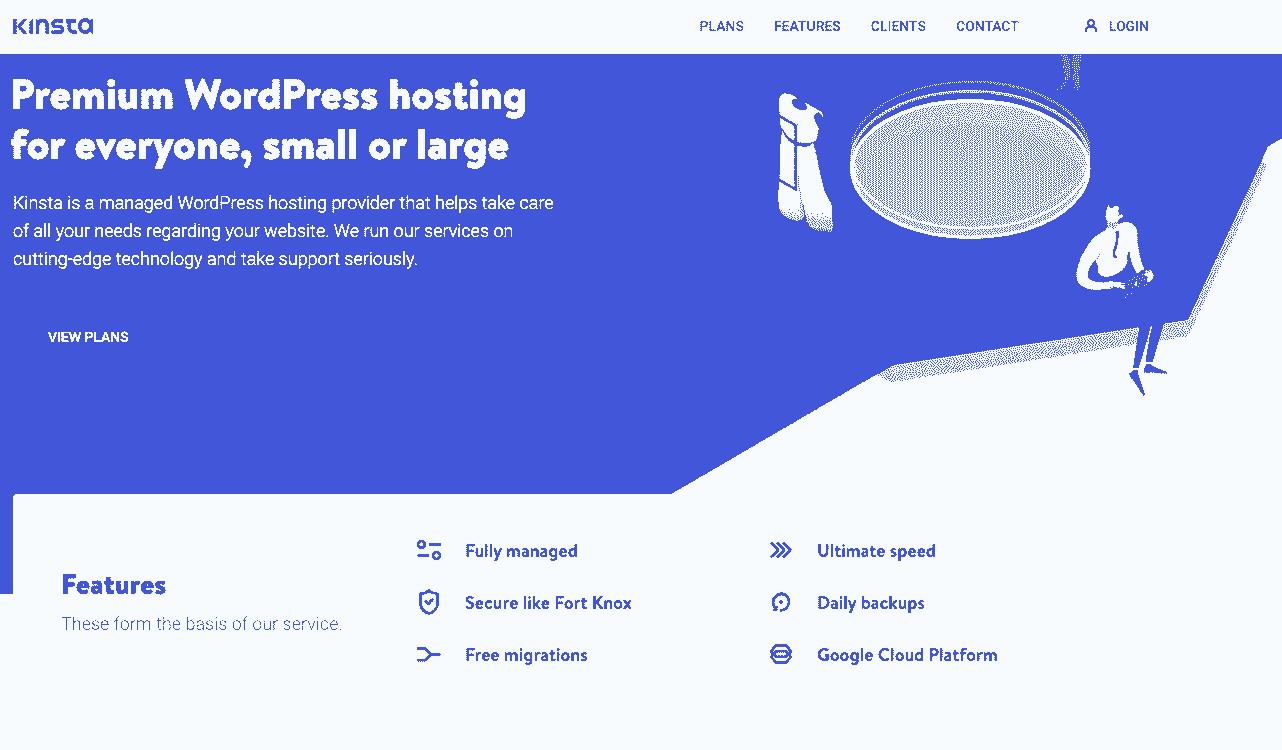 Kinsta
PLANS FEATURES CLIENTS CONTACT LOGIN
Premium WordPress hosting
for everyone, small or large
Kinsta is a managed WordPress hosting provider that helps take care
of all your needs regarding your website. We run our services on
cutting-edge technology and take support seriously.
VIEW PLANS
Features
These form the basis of our service.
Fully managed
Secure like Fort Knox
Free migrations
Ultimate speed
Daily backups
Google Cloud Platform